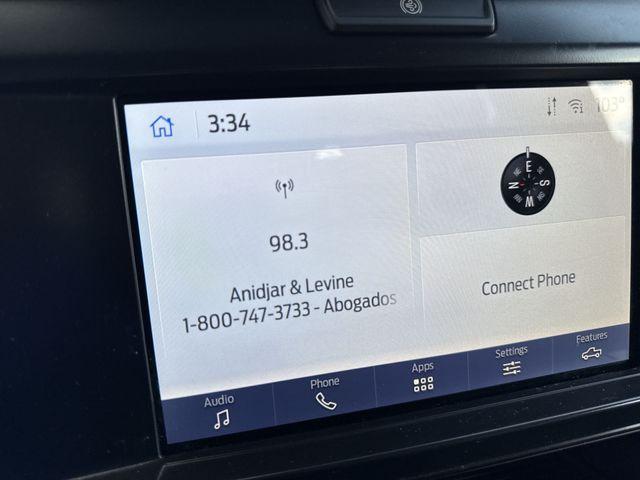 3:34
103°
98.3
Anidjar & Levine
1-800-747-3733 - Abogados
E
N
S
W
Connect Phone
Audio
Phone
Apps
Settings
Features